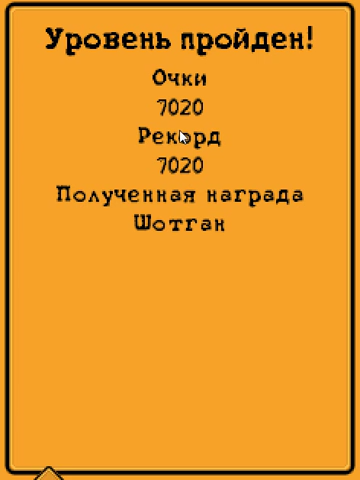 Уровень пройден!
Очки
7020
Рекорд
7020
Полученная награда
Шотган